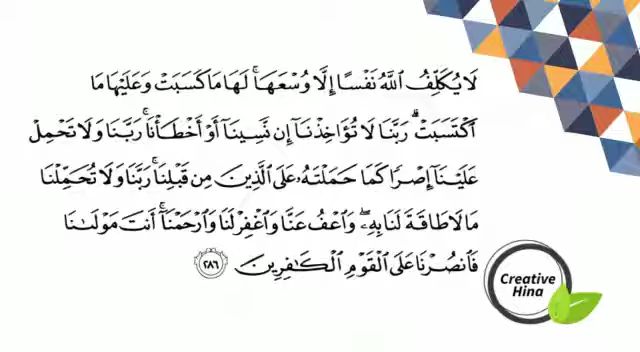 لَا يُكَلِّفُ ٱللَّهُ نَفْسًا إِلَّا وُسْعَهَا ۚ لَهَا مَا كَسَبَتْ وَعَلَيْهَا مَا
ٱكْتَسَبَتْ ۗ رَبَّنَا لَا تُؤَاخِذْنَآ إِن نَّسِينَآ أَوْ أَخْطَأْنَا ۚ رَبَّنَا وَلَا تَحْمِلْ
عَلَيْنَآ إِصْرًا كَمَا حَمَلْتَهُۥ عَلَى ٱلَّذِينَ مِن قَبْلِنَا ۚ رَبَّنَا وَلَا تُحَمِّلْنَا
مَا لَا طَاقَةَ لَنَا بِهِۦ ۖ وَٱعْفُ عَنَّا وَٱغْفِرْ لَنَا وَٱرْحَمْنَآ ۚ أَنتَ مَوْلَىٰنَا
فَٱنصُرْنَا عَلَى ٱلْقَوْمِ ٱلْكَـٰفِرِينَ ٢٨٦
Creative
Hina